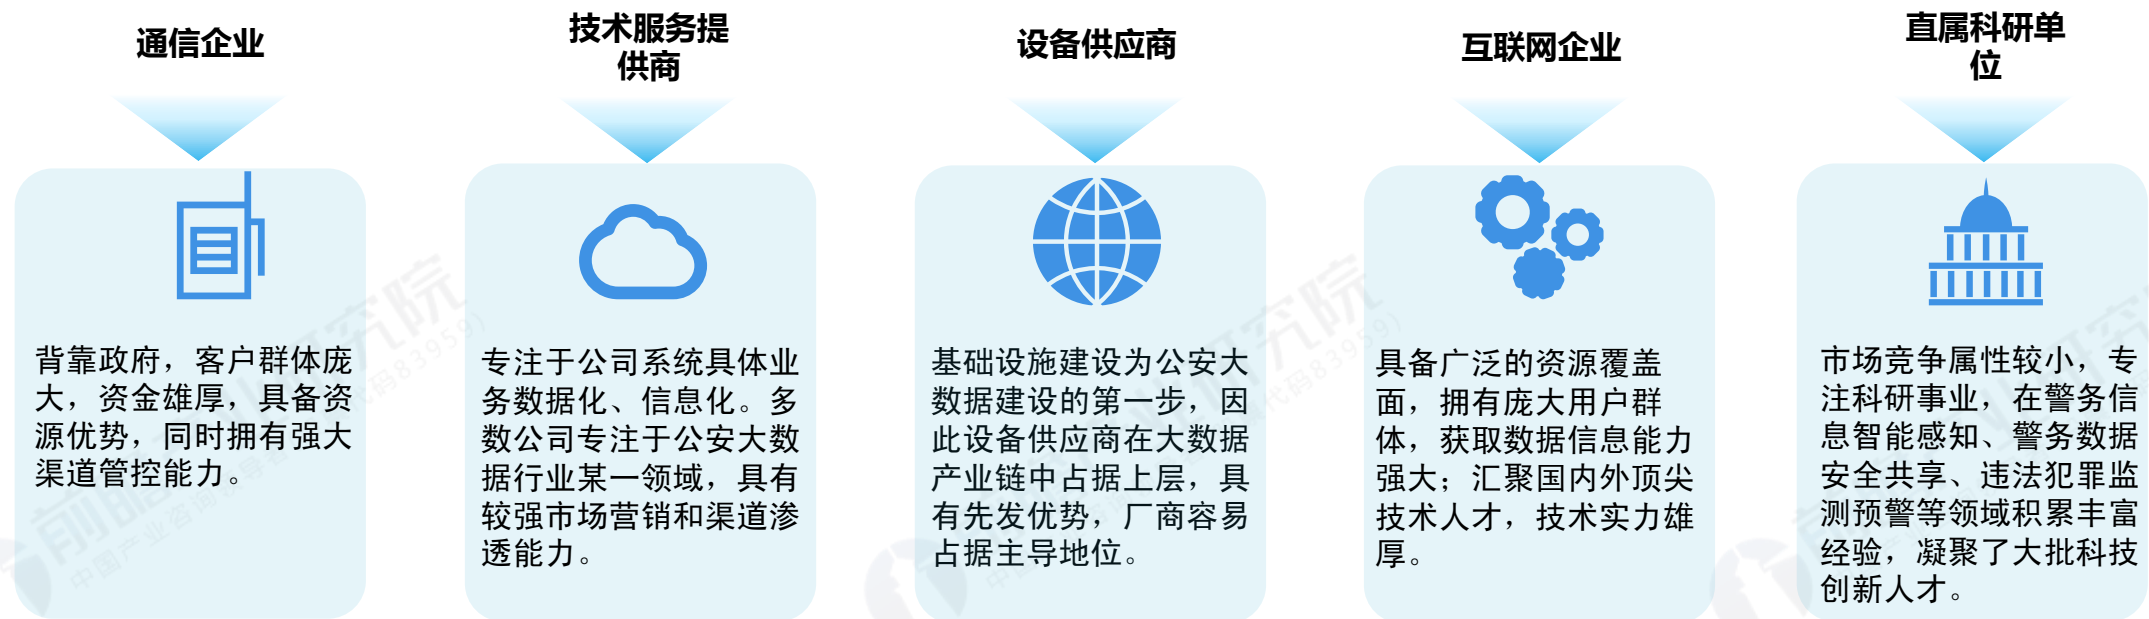 通信企业
背靠政府，客户群体庞
大，资金雄厚，具备资
源优势，同时拥有强大
渠道管控能力。
技术服务提
供商
专注于公司系统具体业
务数据化、信息化。多
数公司专注于公安大数
据行业某一领域，具有
较强市场营销和渠道渗
透能力。
设备供应商
基础设施建设为公安大
数据建设的第一步，因
此设备供应商在大数据
产业链中占据上层，具
有先发优势，厂商容易
占据主导地位。
互联网企业
具备广泛的资源覆盖
面，拥有庞大用户群
体，获取数据信息能力
强大；汇聚国内外顶尖
技术人才，技术实力雄
厚。
直属科研单
位
市场竞争属性较小，专
注科研事业，在警务信
息智能感知、警务数据
安全共享、违法犯罪监
测预警等领域积累丰富
经验，凝聚了大批科技
创新人才。